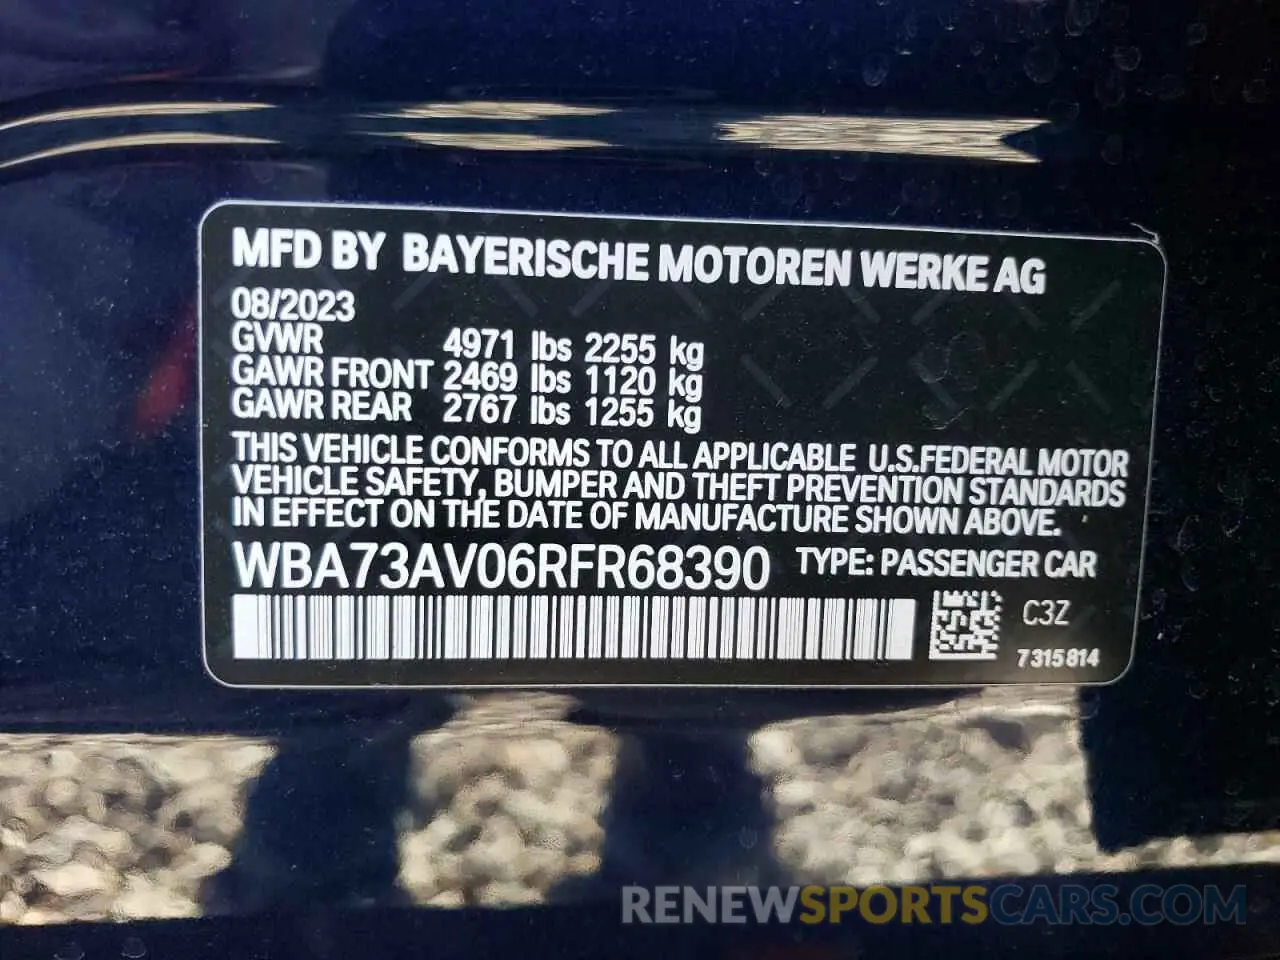 MFD BY BAYERISCHE MOTOREN WERKE AG
08/2023
GVWR 4971 lbs 2255 kg
GAWR FRONT 2469 lbs 1120 kg
GAWR REAR 2767 lbs 1255 kg
THIS VEHICLE CONFORMS TO ALL APPLICABLE U.S.FEDERAL MOTOR
VEHICLE SAFETY, BUMPER AND THEFT PREVENTION STANDARDS
IN EFFECT ON THE DATE OF MANUFACTURE SHOWN ABOVE.
WBA73AV06RFR68390 TYPE: PASSENGER CAR
C3Z
7315814
RENEWSPORTSCARS.COM